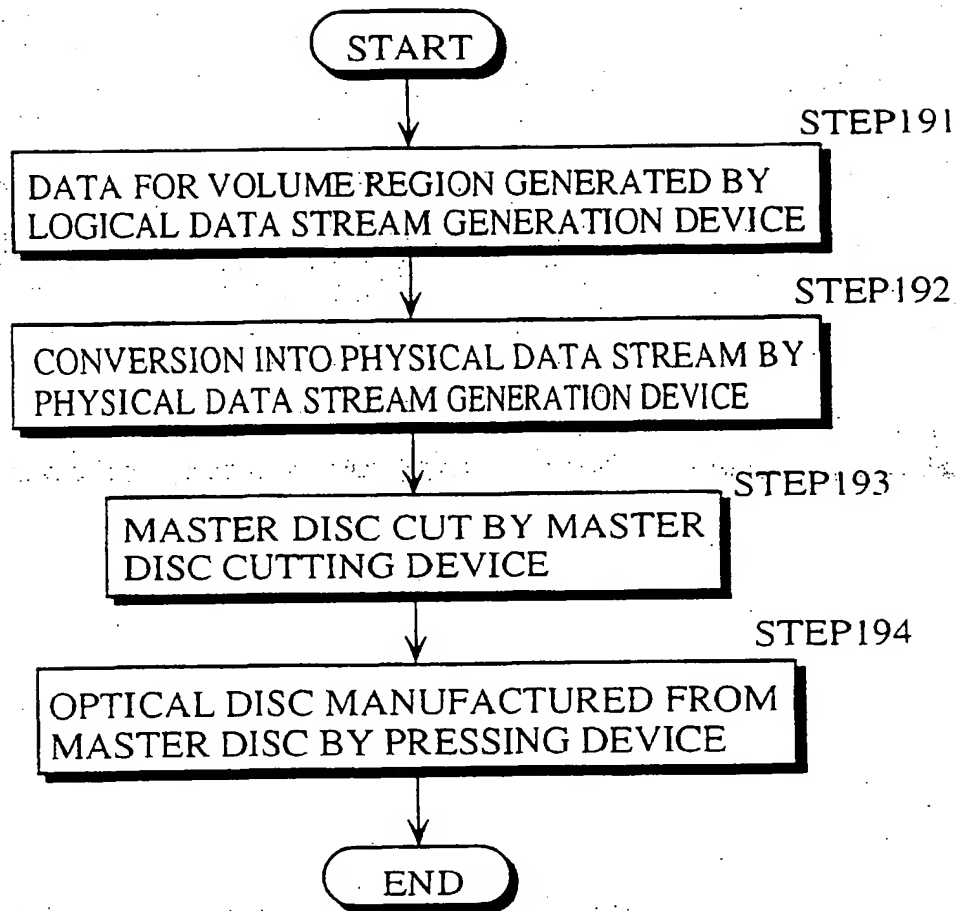 START
STEP191
DATA FOR VOLUME REGION GENERATED BY
LOGICAL DATA STREAM GENERATION DEVICE
STEP192
CONVERSION INTO PHYSICAL DATA STREAM BY
PHYSICAL DATA STREAM GENERATION DEVICE
STEP193
MASTER DISC CUT BY MASTER
DISC CUTTING DEVICE
STEP194
OPTICAL DISC MANUFACTURED FROM
MASTER DISC BY PRESSING DEVICE
END